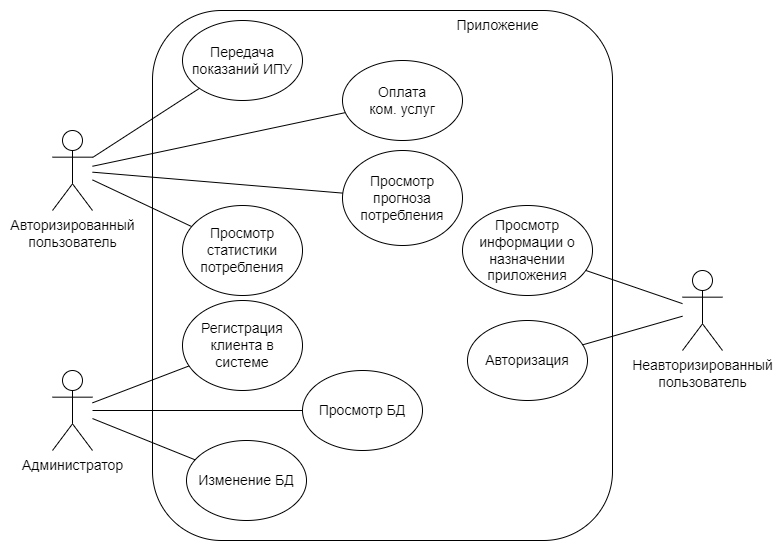 Приложение
Передача
показаний ИПУ
Оплата
ком. услуг
Просмотр
прогноза
потребления
Авторизированный
пользователь
Просмотр
статистики
потребления
Просмотр
информации о
назначении
приложения
Регистрация
клиента в
системе
Авторизация
Неавторизированный
пользователь
Просмотр БД
Администратор
Изменение БД